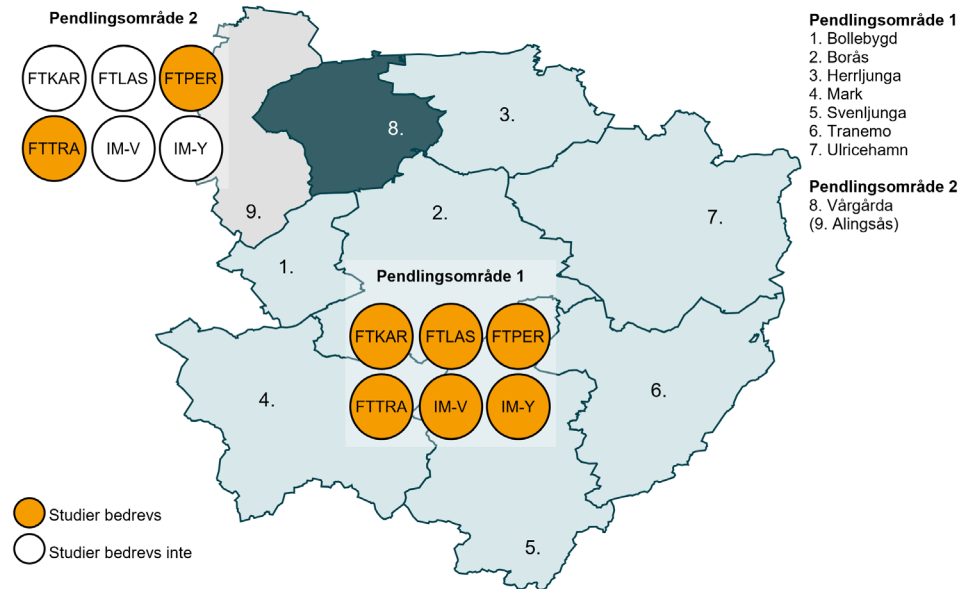 Pendlingsområde 2
FTKAR FTLAS FTPER
FTTRA IM-V IM-Y
Pendlingsområde 1
1. Bollebygd
2. Borås
3. Herrljunga
4. Mark
5. Svenljunga
6. Tranemo
7. Ulricehamn
Pendlingsområde 2
8. Vårgårda
(9. Alingsås)
3.
8.
9.
2.
7.
1.
Pendlingsområde 1
FTKAR FTLAS FTPER
FTTRA IM-V IM-Y
4.
6.
5.
Studier bedrevs
Studier bedrevs inte